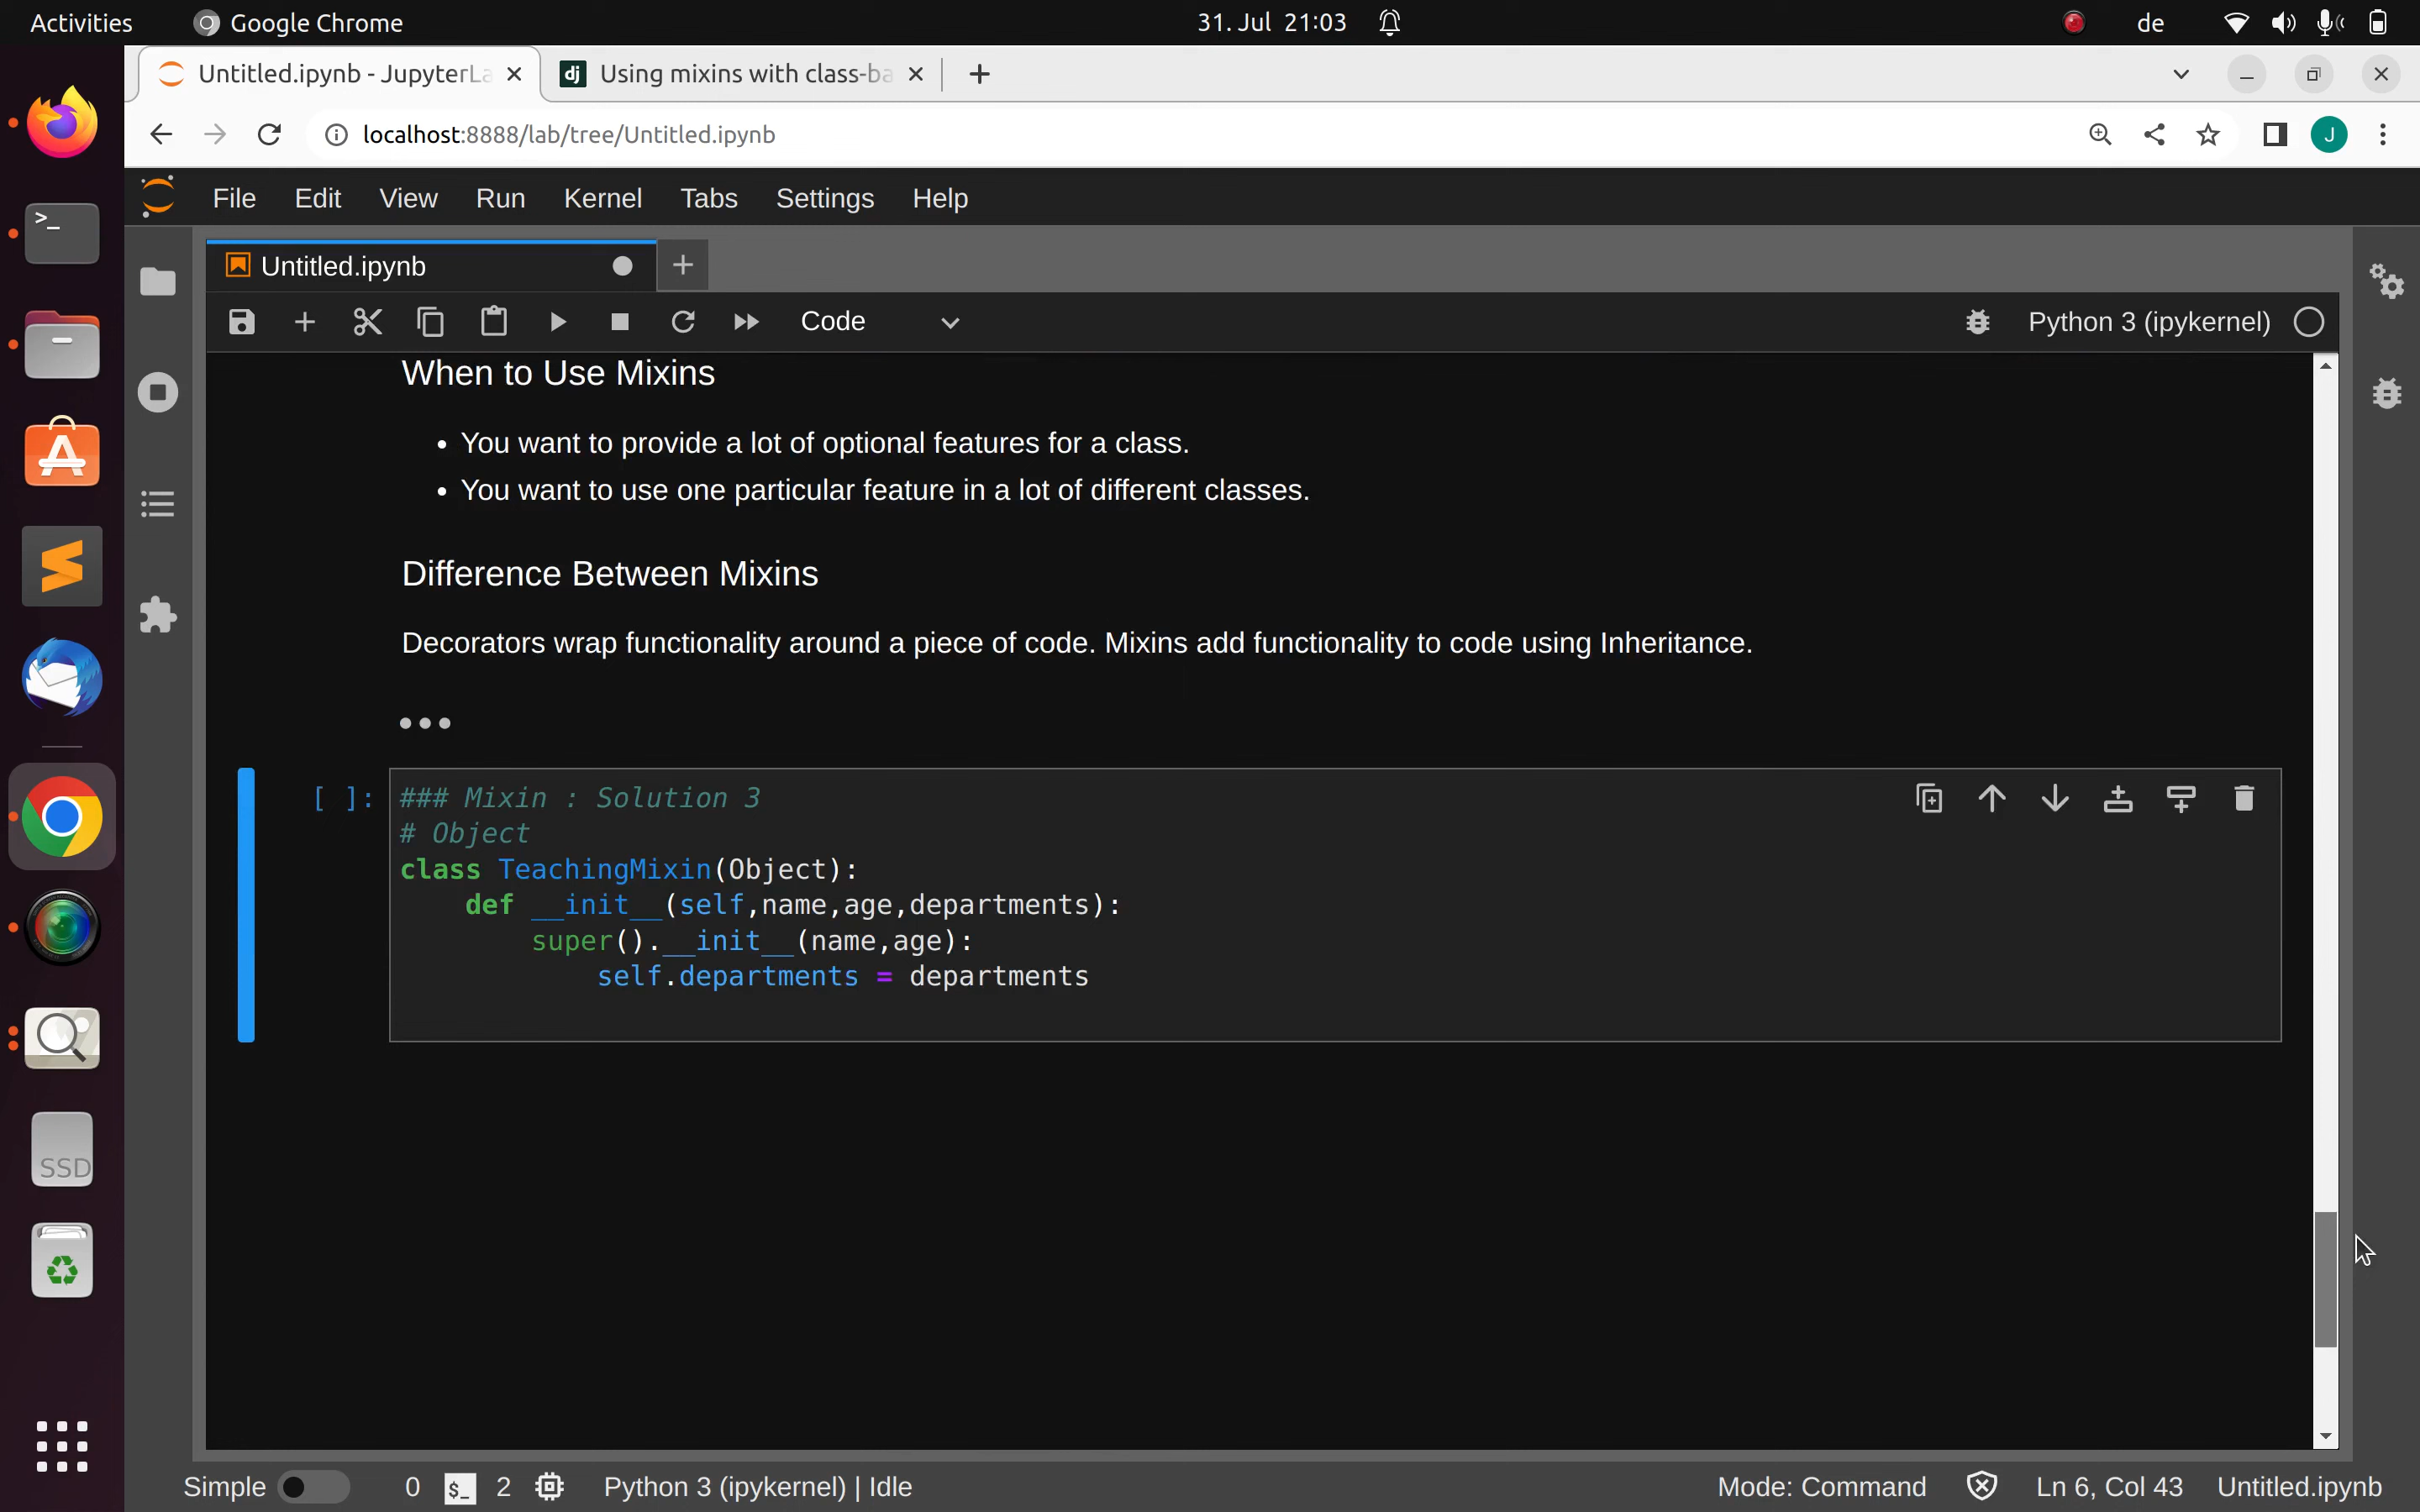 Activities Google Chrome 31. Jul 21:03 de
Untitled.ipynb - JupyterLa Using mixins with class-ba
localhost:8888/lab/tree/Untitled.ipynb J
File Edit View Run Kernel Tabs Settings Help
Untitled.ipynb
Code Python 3 (ipykernel)
When to Use Mixins
• You want to provide a lot of optional features for a class.
• You want to use one particular feature in a lot of different classes.
Difference Between Mixins
Decorators wrap functionality around a piece of code. Mixins add functionality to code using Inheritance.
[ ]: ### Mixin : Solution 3
# Object
class TeachingMixin(Object):
def __init__(self,name,age,departments):
super().__init__(name,age):
self.departments = departments
SSD
Simple 0 $_ 2 Python 3 (ipykernel) | Idle Mode: Command Ln 6, Col 43 Untitled.ipynb